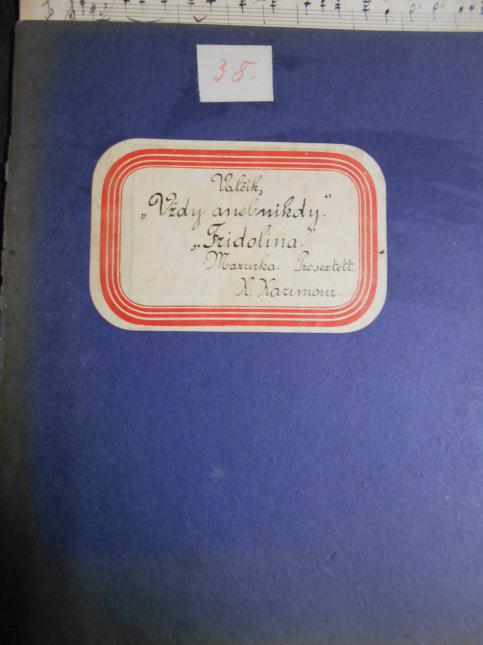 38.
Valčík,
„Vždy anebnikdy.“
„Fridolina.“
Mazurka. Prosextett.
K. Kazimour.